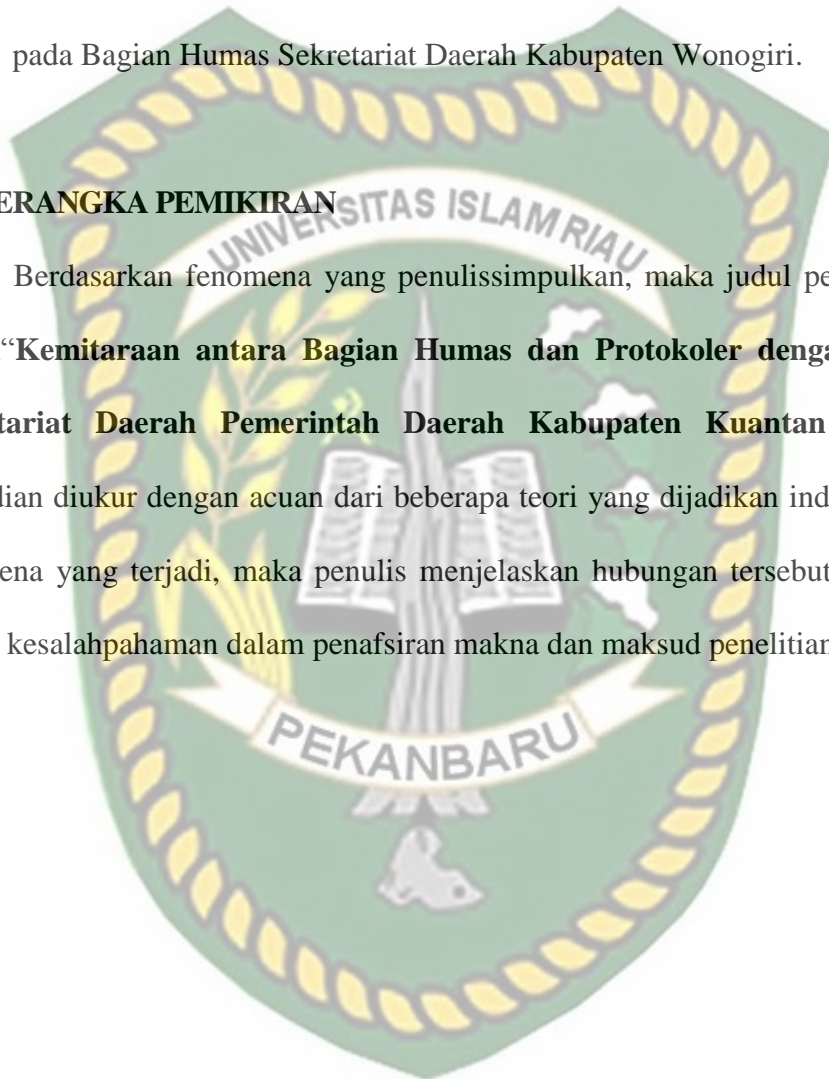 pada Bagian Humas Sekretariat Daerah Kabupaten Wonogiri.
ERANGKA PEMIKIRAN
UNIVERSITAS ISLAM RIAU
Berdasarkan fenomena yang penulissimpulkan, maka judul pe
“Kemitaraan antara Bagian Humas dan Protokoler denga
tariat Daerah Pemerintah Daerah Kabupaten Kuantan
dian diukur dengan acuan dari beberapa teori yang dijadikan ind
ena yang terjadi, maka penulis menjelaskan hubungan tersebut
kesalahpahaman dalam penafsiran makna dan maksud penelitian
PEKANBARU